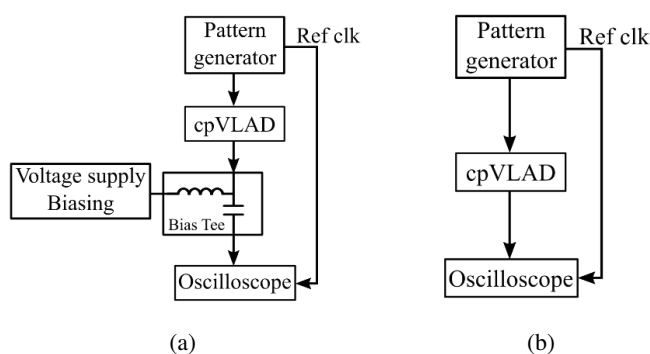 Pattern
generator
Ref clk
cpVLAD
Voltage supply
Biasing
Bias Tee
Oscilloscope
(a)
Pattern
generator
Ref clk
cpVLAD
Oscilloscope
(b)